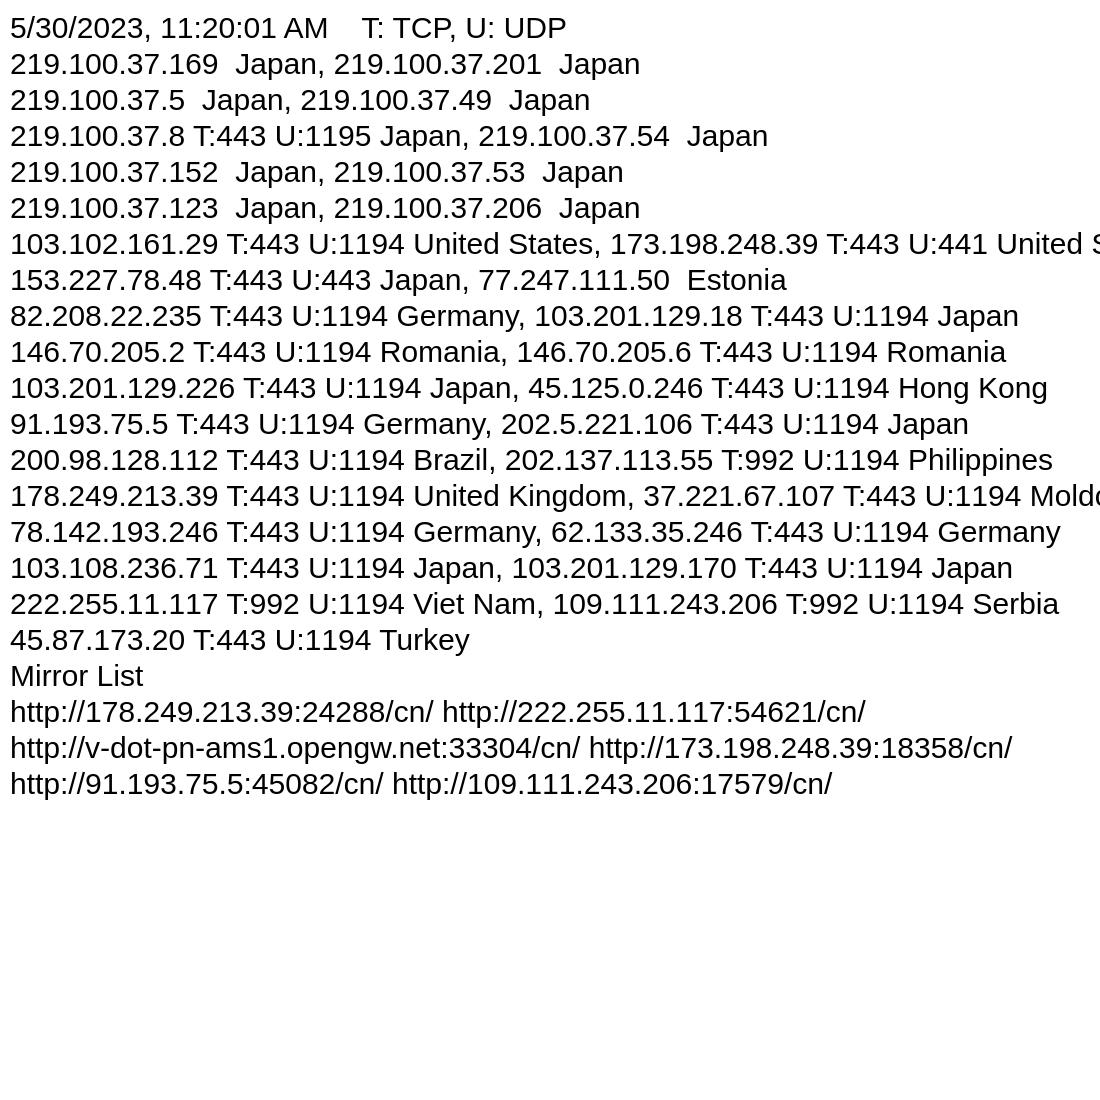 5/30/2023, 11:20:01 AM    T: TCP, U: UDP
219.100.37.169  Japan, 219.100.37.201  Japan
219.100.37.5  Japan, 219.100.37.49  Japan
219.100.37.8 T:443 U:1195 Japan, 219.100.37.54  Japan
219.100.37.152  Japan, 219.100.37.53  Japan
219.100.37.123  Japan, 219.100.37.206  Japan
103.102.161.29 T:443 U:1194 United States, 173.198.248.39 T:443 U:441 United S
153.227.78.48 T:443 U:443 Japan, 77.247.111.50  Estonia
82.208.22.235 T:443 U:1194 Germany, 103.201.129.18 T:443 U:1194 Japan
146.70.205.2 T:443 U:1194 Romania, 146.70.205.6 T:443 U:1194 Romania
103.201.129.226 T:443 U:1194 Japan, 45.125.0.246 T:443 U:1194 Hong Kong
91.193.75.5 T:443 U:1194 Germany, 202.5.221.106 T:443 U:1194 Japan
200.98.128.112 T:443 U:1194 Brazil, 202.137.113.55 T:992 U:1194 Philippines
178.249.213.39 T:443 U:1194 United Kingdom, 37.221.67.107 T:443 U:1194 Moldo
78.142.193.246 T:443 U:1194 Germany, 62.133.35.246 T:443 U:1194 Germany
103.108.236.71 T:443 U:1194 Japan, 103.201.129.170 T:443 U:1194 Japan
222.255.11.117 T:992 U:1194 Viet Nam, 109.111.243.206 T:992 U:1194 Serbia
45.87.173.20 T:443 U:1194 Turkey
Mirror List
http://178.249.213.39:24288/cn/ http://222.255.11.117:54621/cn/
http://v-dot-pn-ams1.opengw.net:33304/cn/ http://173.198.248.39:18358/cn/
http://91.193.75.5:45082/cn/ http://109.111.243.206:17579/cn/